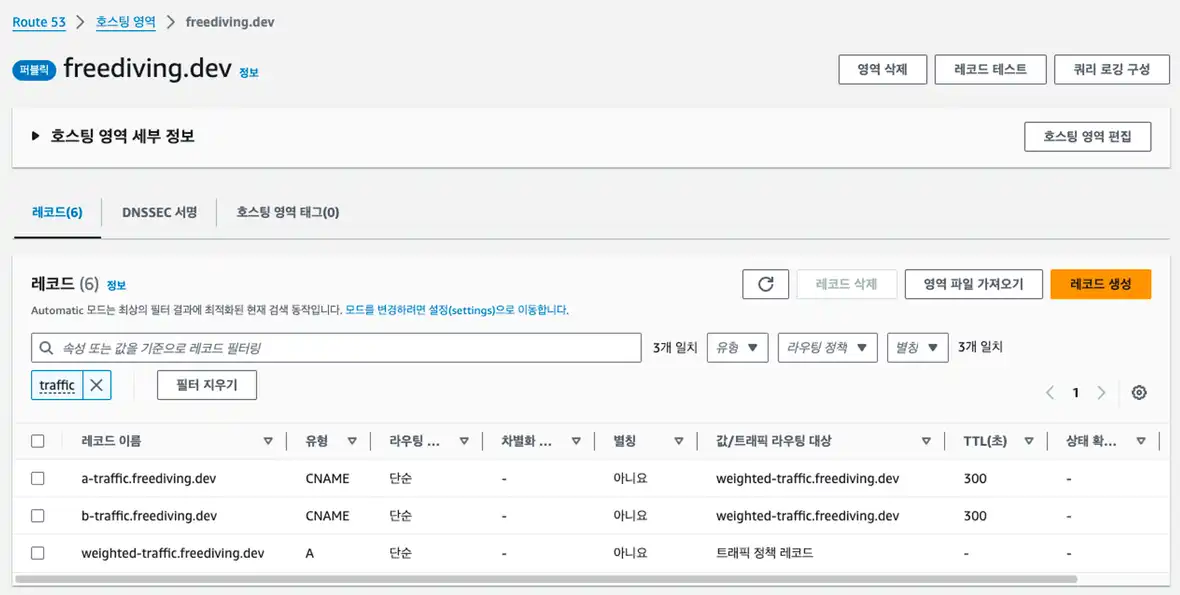 Route 53 > 호스팅 영역 > freediving.dev
퍼블릭 freediving.dev 정보
영역 삭제 레코드 테스트 쿼리 로깅 구성
호스팅 영역 세부 정보 호스팅 영역 편집
레코드(6) DNSSEC 서명 호스팅 영역 태그(0)
레코드 (6) 정보
레코드 삭제 영역 파일 가져오기 레코드 생성
Automatic 모드는 최상의 필터 결과에 최적화된 현재 검색 동작입니다. 모드를 변경하려면 설정(settings)으로 이동합니다.
속성 또는 값을 기준으로 레코드 필터링 3개 일치 유형 라우팅 정책 별칭 3개 일치
traffic 필터 지우기
1
레코드 이름 유형 라우팅 ... 차별화 ... 별칭 값/트래픽 라우팅 대상 TTL(초) 상태 확...
a-traffic.freediving.dev CNAME 단순 - 아니요 weighted-traffic.freediving.dev 300 -
b-traffic.freediving.dev CNAME 단순 - 아니요 weighted-traffic.freediving.dev 300 -
weighted-traffic.freediving.dev A 단순 - 아니요 트래픽 정책 레코드 - -